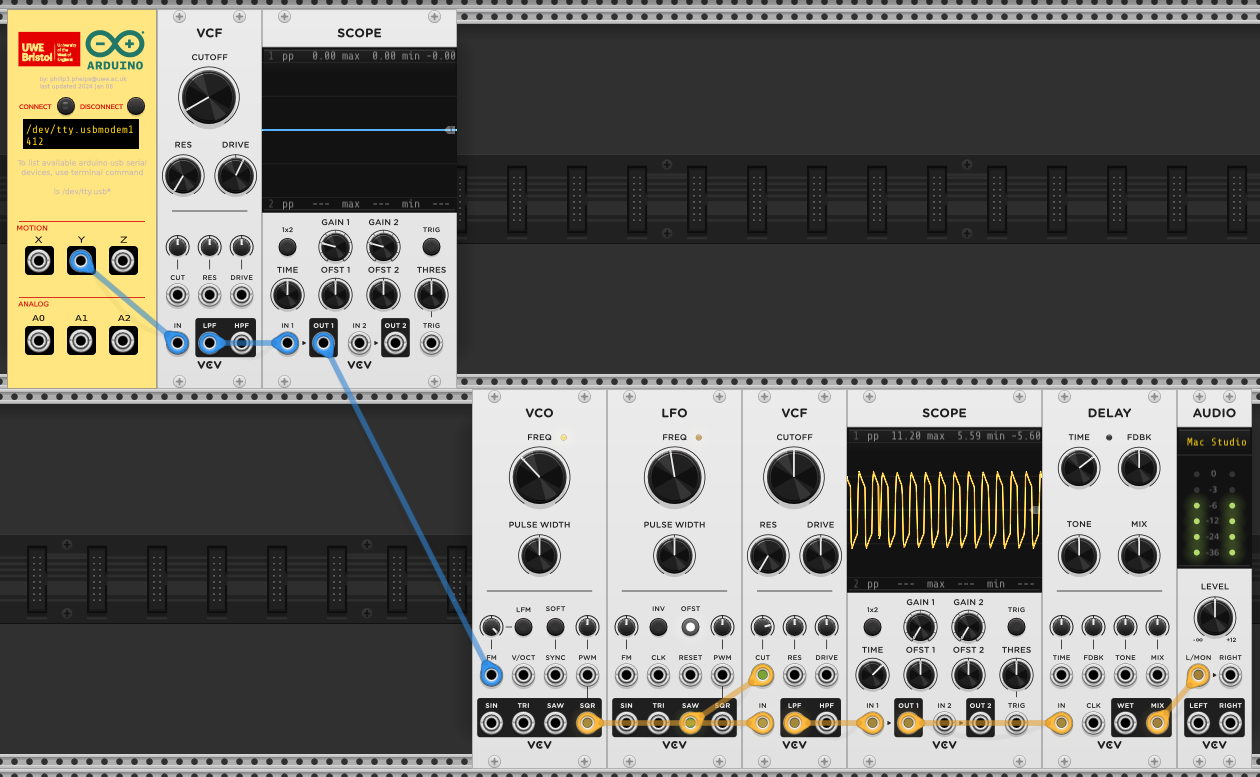 VCF
SCOPE
UWE
Bristol
University
of the
West of
England
ARDUINO
by: philip3.phelps@uwe.ac.uk
last updated 2024 Jan 08
CONNECT
DISCONNECT
/dev/tty.usbmodem1
412
To list available arduino usb serial
devices, use terminal command
ls /dev/tty.usb*
MOTION
X Y Z
ANALOG
A0 A1 A2
CUTOFF
RES DRIVE
CUT RES DRIVE
IN LPF HPF
VCV
1 pp 0.00 max 0.00 min -0.00
2 pp --- max --- min ---
GAIN 1 GAIN 2
1x2 TRIG
TIME OFST 1 OFST 2 THRES
IN 1 OUT 1 IN 2 OUT 2 TRIG
VCV
VCO
FREQ
PULSE WIDTH
LFM SOFT
FM V/OCT SYNC PWM
SIN TRI SAW SQR
VCV
LFO
FREQ
PULSE WIDTH
INV OFST
FM CLK RESET PWM
SIN TRI SAW SQR
VCV
VCF
CUTOFF
RES DRIVE
CUT RES DRIVE
IN LPF HPF
VCV
SCOPE
1 pp 11.20 max 5.59 min -5.60
2 pp --- max --- min ---
GAIN 1 GAIN 2
1x2 TRIG
TIME OFST 1 OFST 2 THRES
IN 1 OUT 1 IN 2 OUT 2 TRIG
VCV
DELAY
TIME FDBK
TONE MIX
TIME FDBK TONE MIX
IN CLK WET MIX
VCV
AUDIO
Mac Studio
0
-3
-6
-12
-24
-36
LEVEL
-∞ +12
L/MON RIGHT
LEFT RIGHT
VCV